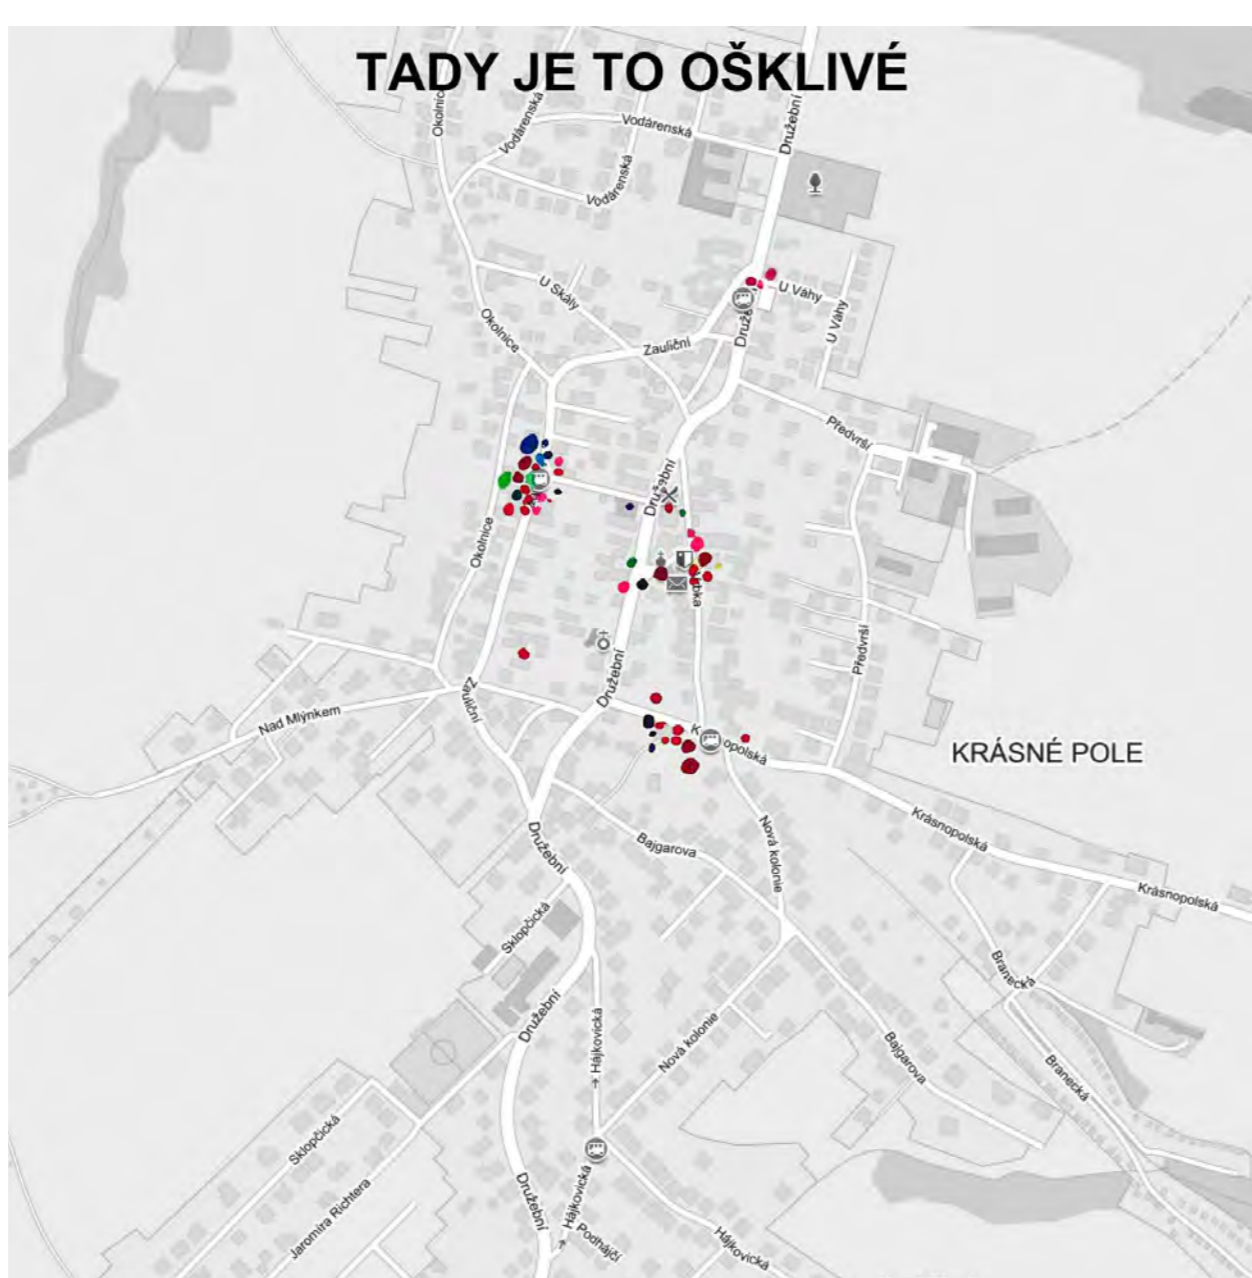 TADY JE TO OŠKLIVÉ
Okolnice
Vodárenská
Vodárenská
Družební
Vodárenská
U Skály
U Váhy
U Váhy
Okolnice
Zauliční
Předvrší
Družební
Okolnice
Předvrší
Družební
Zauliční
Nad Mlýnkem
KRÁSNÉ POLE
Krásnopolská
Krásnopolská
Nová kolonie
Bajgarova
Družební
Sklopčická
Branecká
Družební
Hájkovická
Nová kolonie
Bajgarova
Branecká
Sklopčická
Jaromíra Richtera
Družební
Hájkovická
Podhájčí
Hájkovická